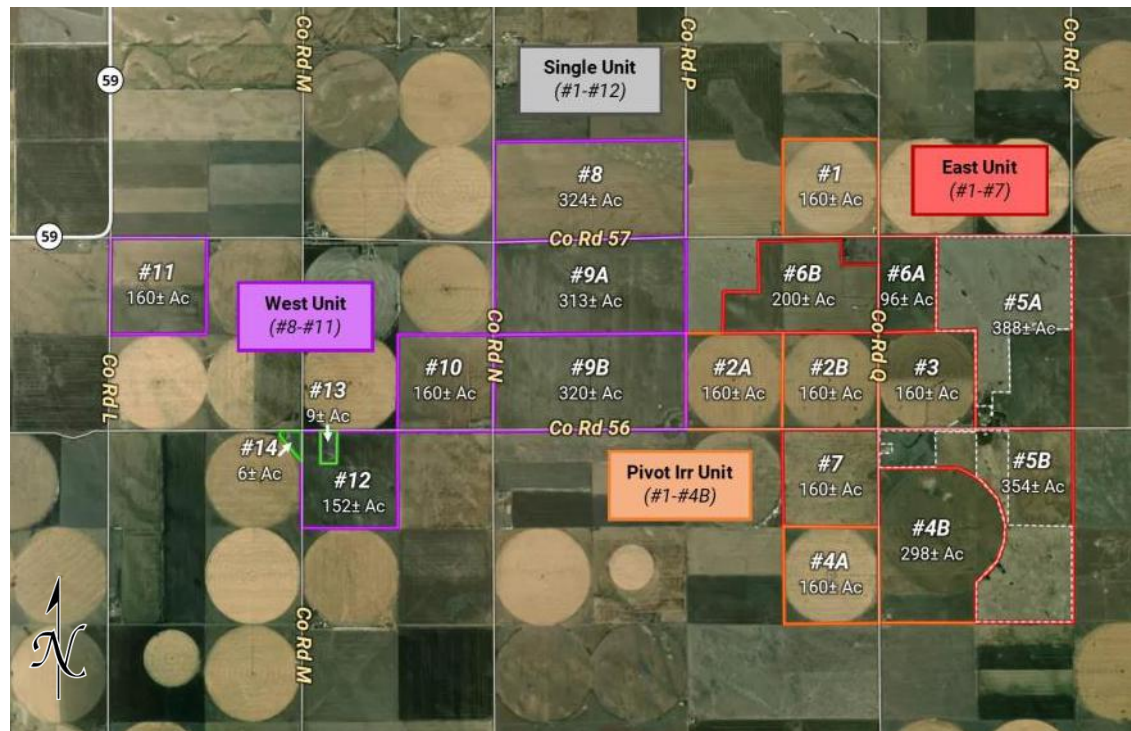 Co Rd M
Co Rd P
Co Rd R
59
Single Unit
(#1-#12)
#8
324± Ac
#1
160± Ac
East Unit
(#1-#7)
59
Co Rd 57
#11
160± Ac
West Unit
(#8-#11)
#9A
313± Ac
#6B
200± Ac
#6A
96± Ac
#5A
388± Ac
Co Rd L
Co Rd N
Co Rd Q
#13
9± Ac
#10
160± Ac
#9B
320± Ac
#2A
160± Ac
#2B
160± Ac
#3
160± Ac
Co Rd 56
#14
6± Ac
#12
152± Ac
Pivot Irr Unit
(#1-#4B)
#7
160± Ac
#5B
354± Ac
#4B
298± Ac
#4A
160± Ac
Co Rd M
N